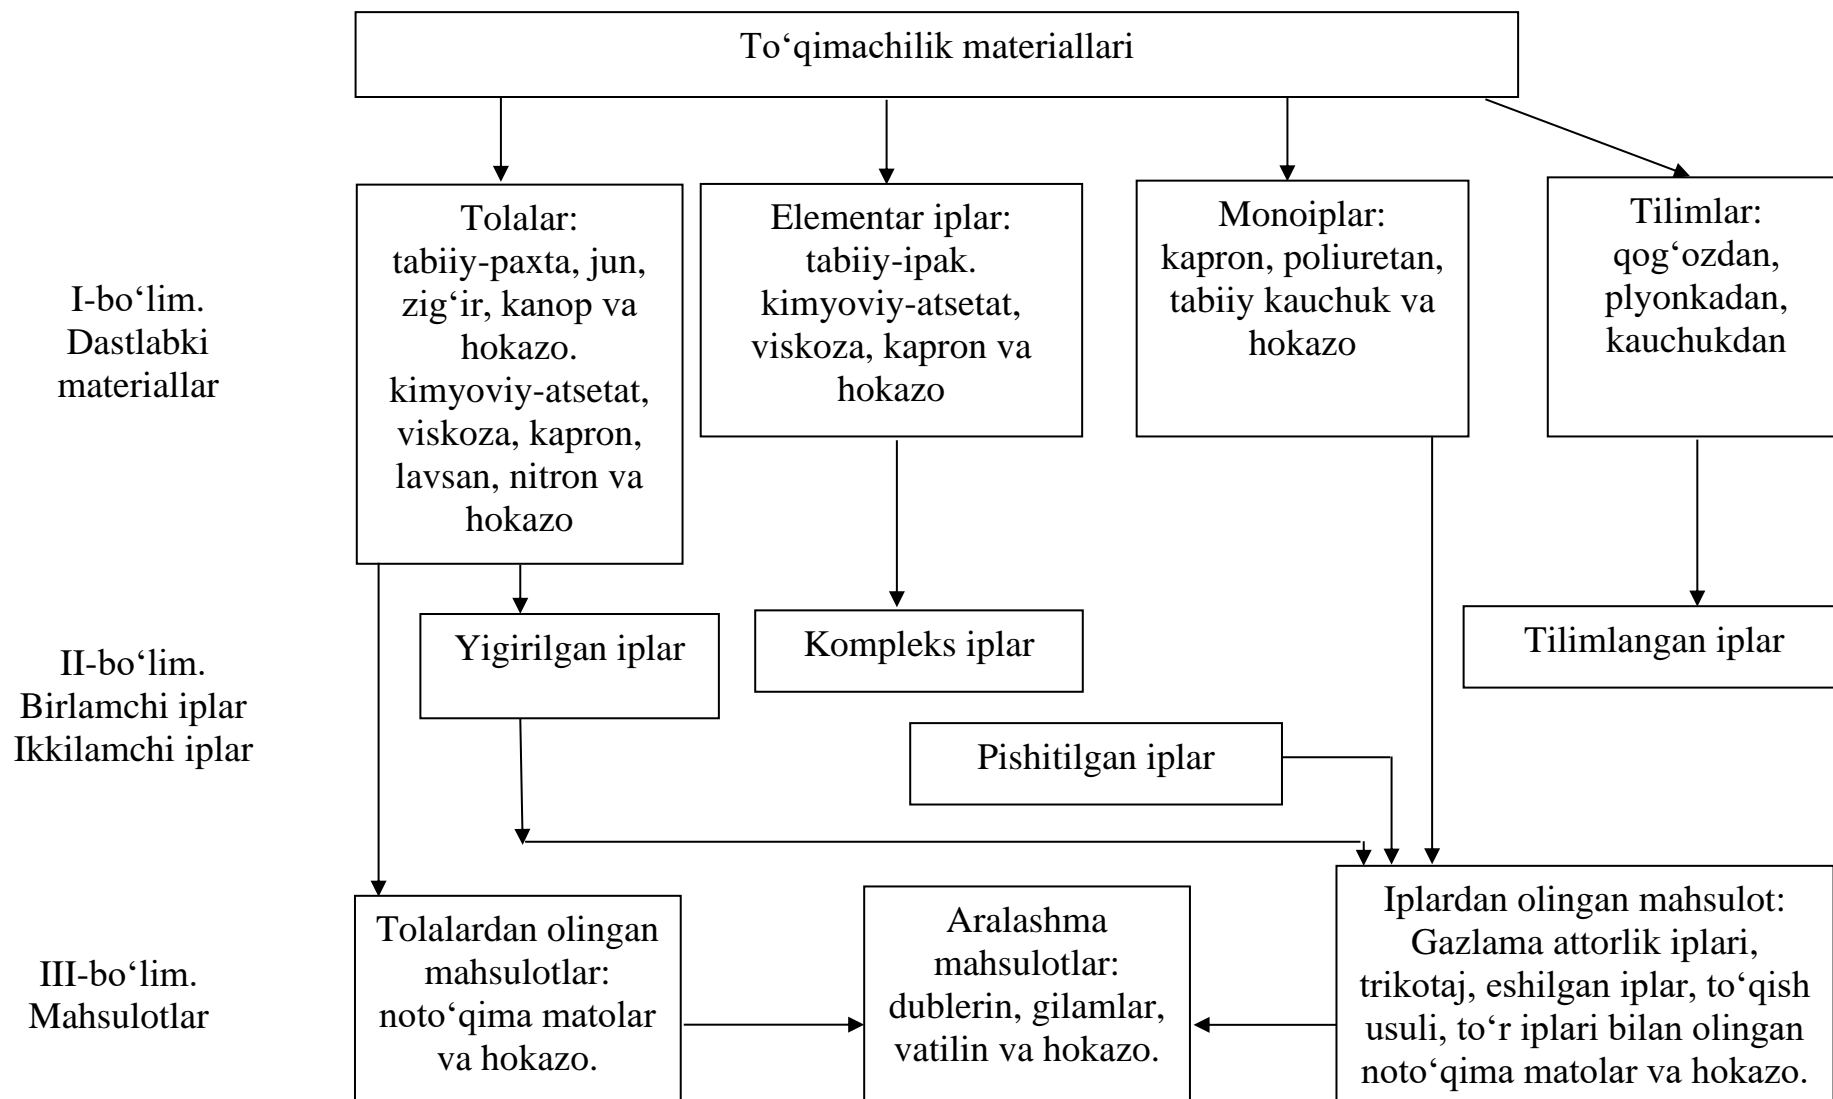 To‘qimachilik materiallari
I-bo‘lim.
Dastlabki
materiallar
Tolalar:
tabiiy-paxta, jun,
zig‘ir, kanop va
hokazo.
kimyoviy-atsetat,
viskoza, kapron,
lavsan, nitron va
hokazo
Elementar iplar:
tabiiy-ipak.
kimyoviy-atsetat,
viskoza, kapron va
hokazo
Monoiplar:
kapron, poliuretan,
tabiiy kauchuk va
hokazo
Tilimlar:
qog‘ozdan,
plyonkadan,
kauchukdan
II-bo‘lim.
Birlamchi iplar
Ikkilamchi iplar
Yigirilgan iplar
Kompleks iplar
Tilimlangan iplar
Pishitilgan iplar
III-bo‘lim.
Mahsulotlar
Tolalardan olingan
mahsulotlar:
noto‘qima matolar
va hokazo.
Aralashma
mahsulotlar:
dublerin, gilamlar,
vatilin va hokazo.
Iplardan olingan mahsulot:
Gazlama attorlik iplari,
trikotaj, eshilgan iplar, to‘qish
usuli, to‘r iplari bilan olingan
noto‘qima matolar va hokazo.